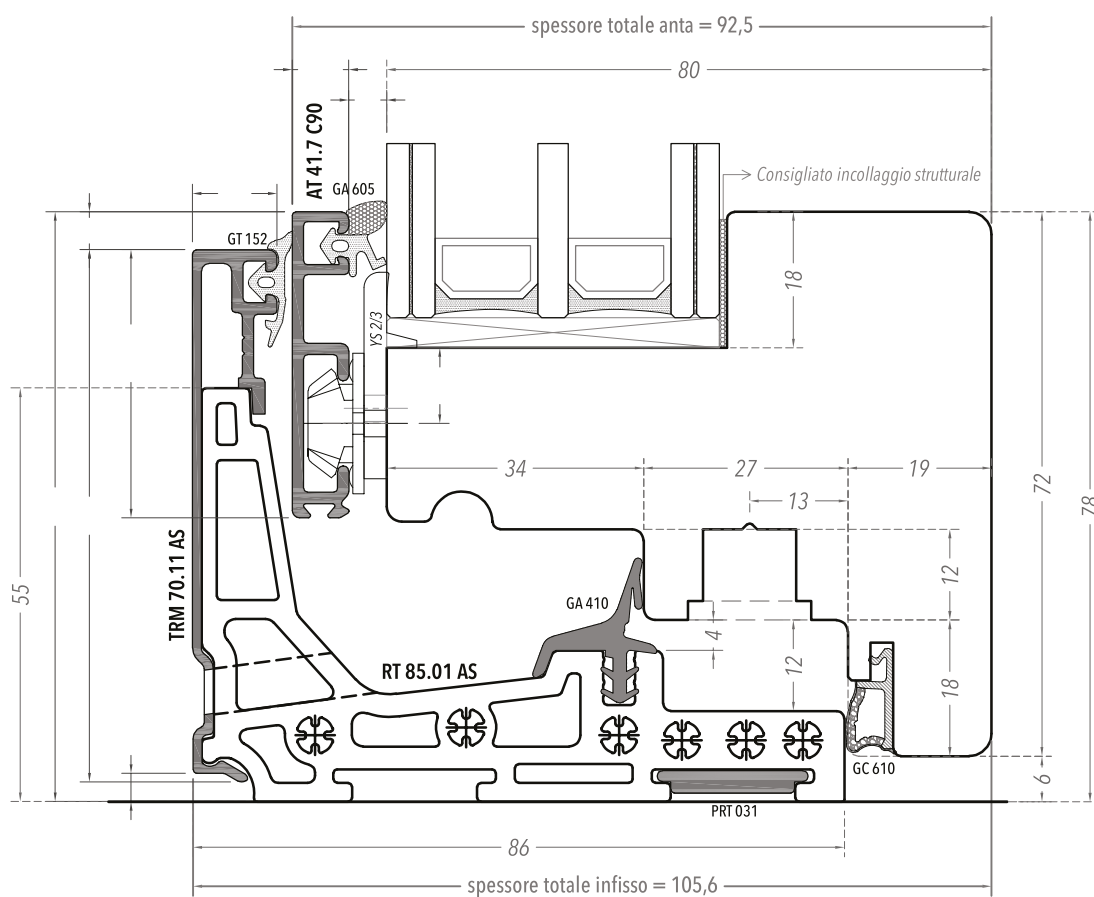 spessore totale anta = 92,5
80
AT 41.7 C90
GA 605
Consigliato incollaggio strutturale
GT 152
18
YS 2/3
34
27
19
13
72
78
55
TRM 70.11 AS
12
GA 410
4
12
18
RT 85.01 AS
GC 610
6
PRT 031
86
spessore totale infisso = 105,6